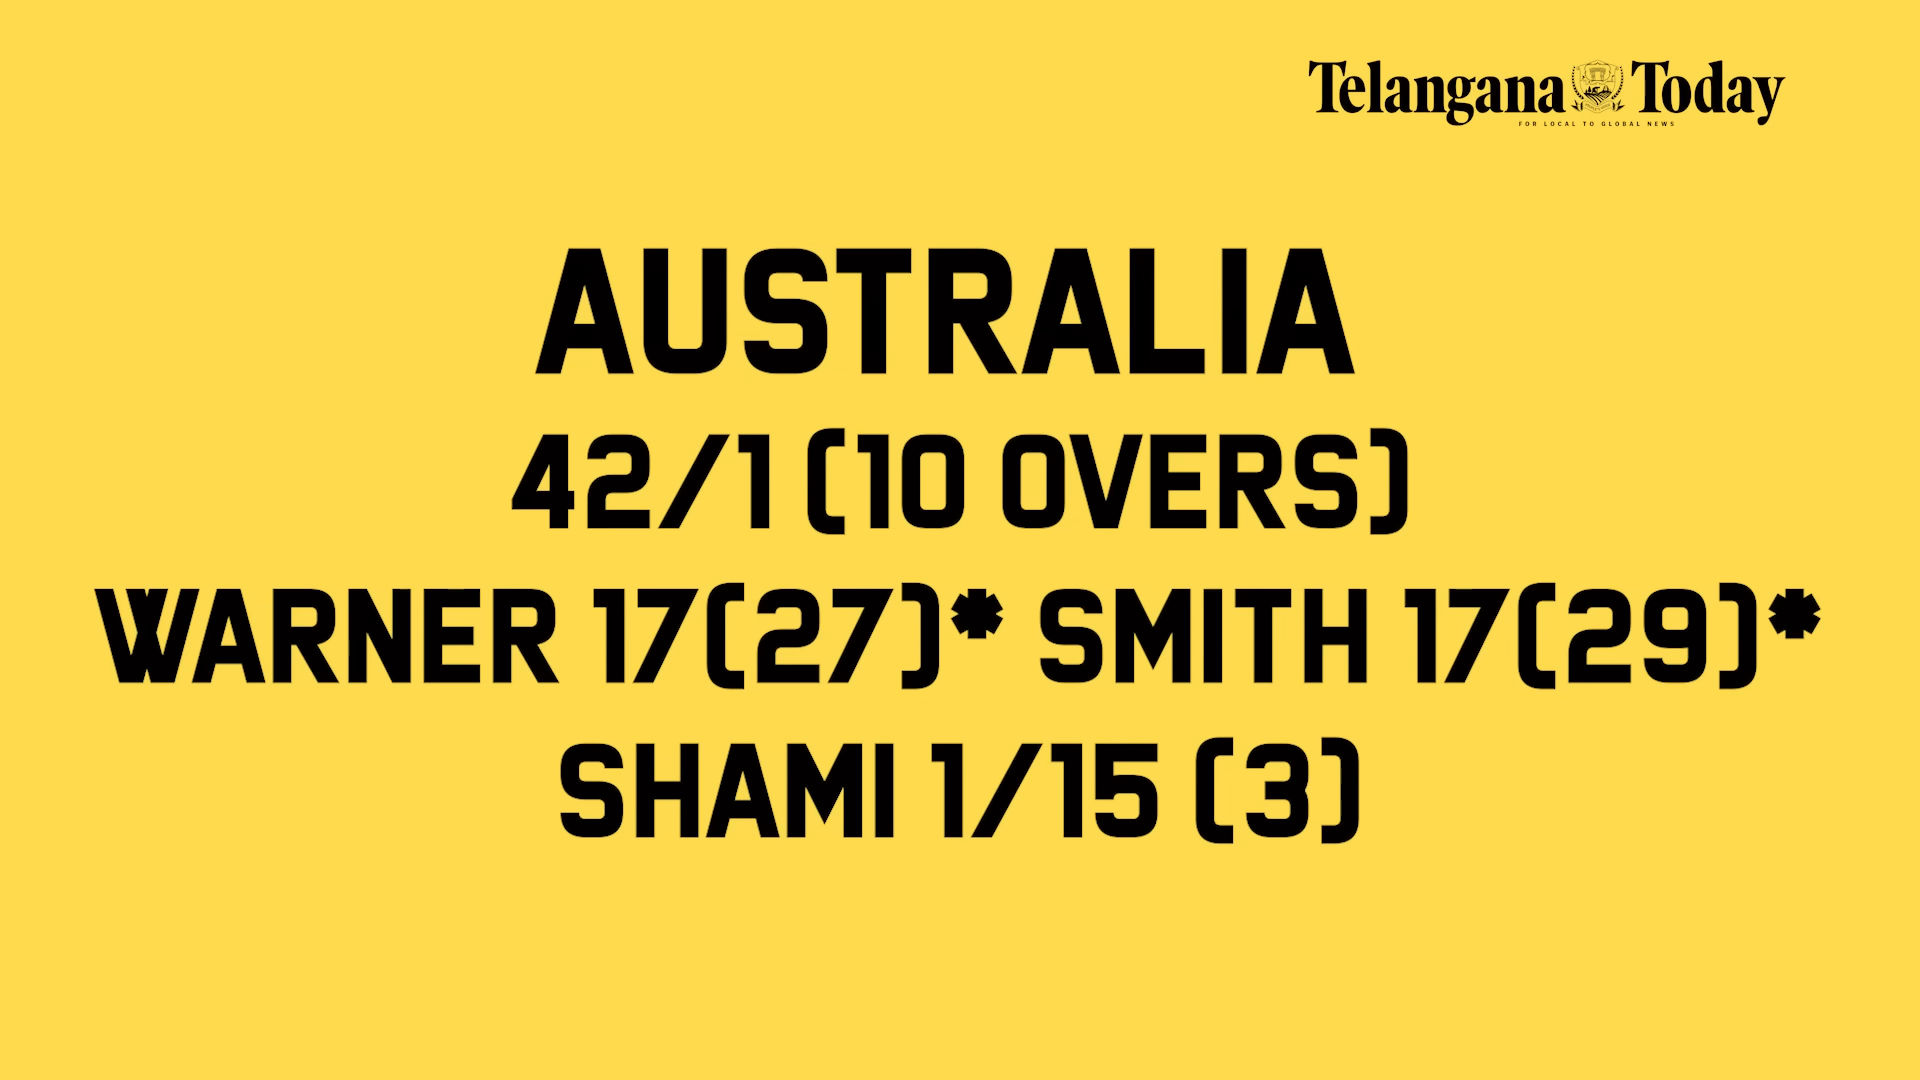 Telangana Today
FOR LOCAL TO GLOBAL NEWS
AUSTRALIA
42/1 (10 OVERS)
WARNER 17(27)* SMITH 17(29)*
SHAMI 1/15 (3)